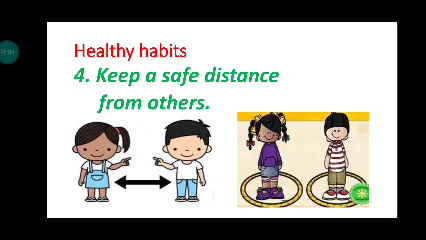 Healthy habits
4. Keep a safe distance
from others.